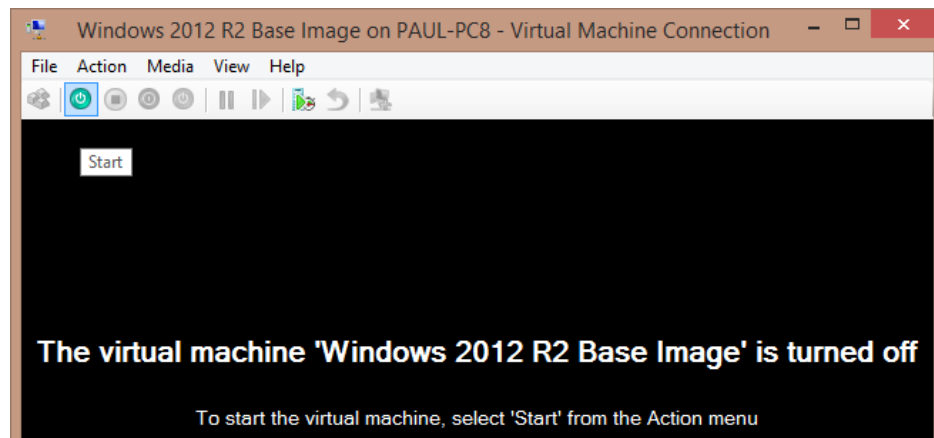 Windows 2012 R2 Base Image on PAUL-PC8 - Virtual Machine Connection
File Action Media View Help
Start
The virtual machine 'Windows 2012 R2 Base Image' is turned off
To start the virtual machine, select 'Start' from the Action menu